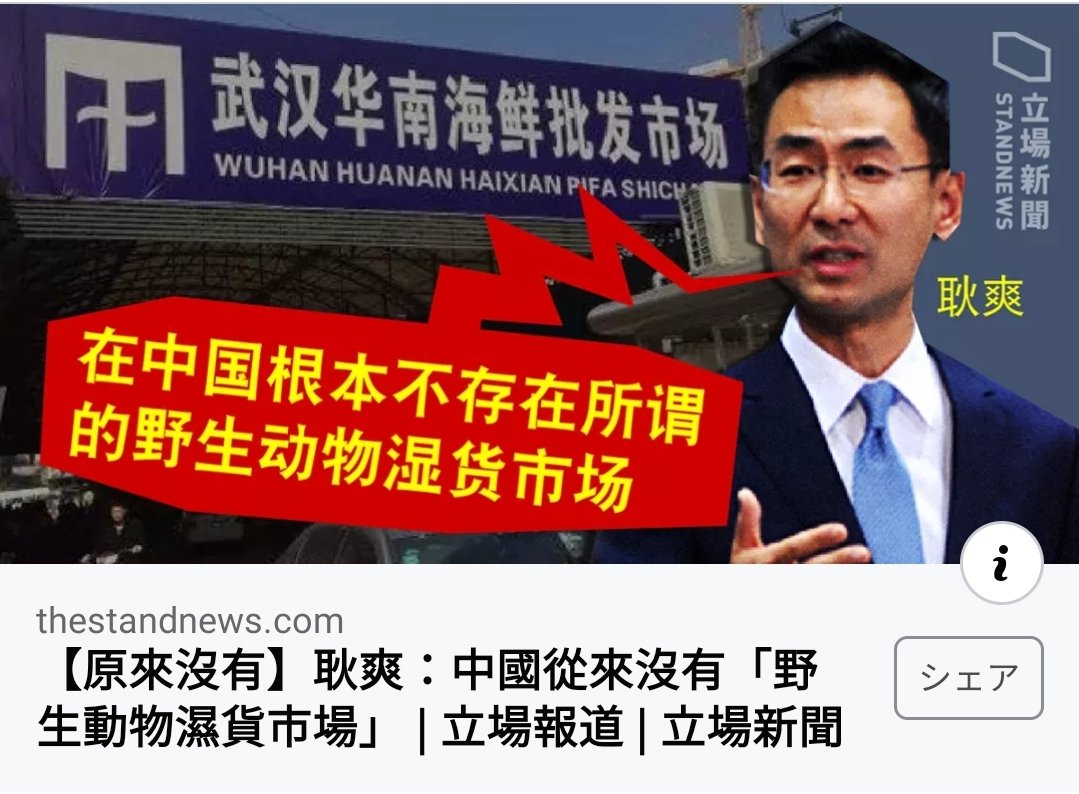 武汉华南海鲜批发市场
WUHAN HUANAN HAIXIAN PIFA SHICH
立場新聞
STANDNEWS
耿爽
在中国根本不存在所谓
的野生动物湿货市场
i
thestandnews.com
【原來沒有】耿爽：中國從來沒有「野
生動物濕貨市場」 | 立場報道 | 立場新聞
シェア